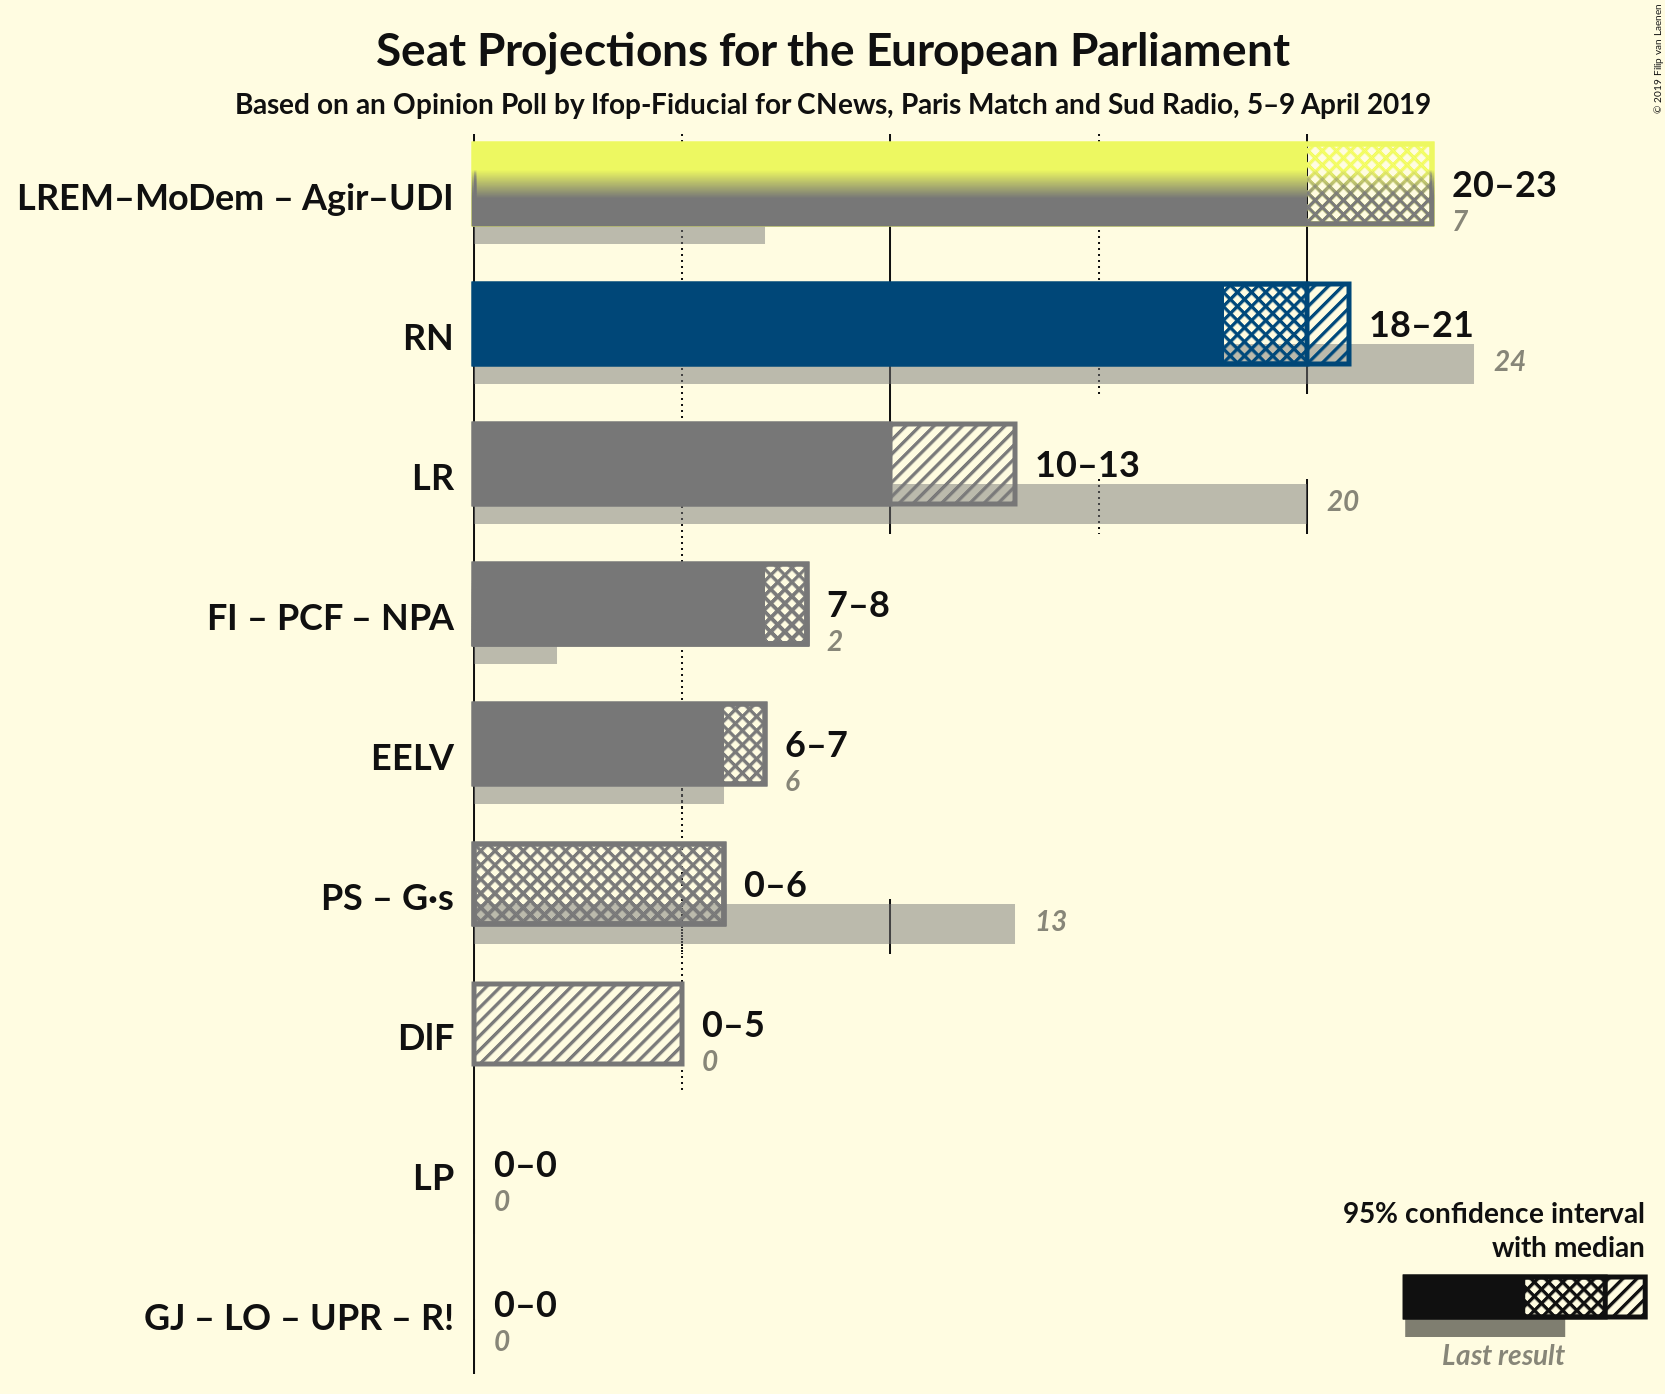 Seat Projections for the European Parliament
Based on an Opinion Poll by Ifop-Fiducial for CNews, Paris Match and Sud Radio, 5–9 April 2019
© 2019 Filip van Laenen
LREM–MoDem – Agir–UDI
20–23
7
RN
18–21
24
LR
10–13
20
FI – PCF – NPA
7–8
2
EELV
6–7
6
PS – G·s
0–6
13
DlF
0–5
0
LP
0–0
0
GJ – LO – UPR – R!
0–0
0
95% confidence interval
with median
Last result